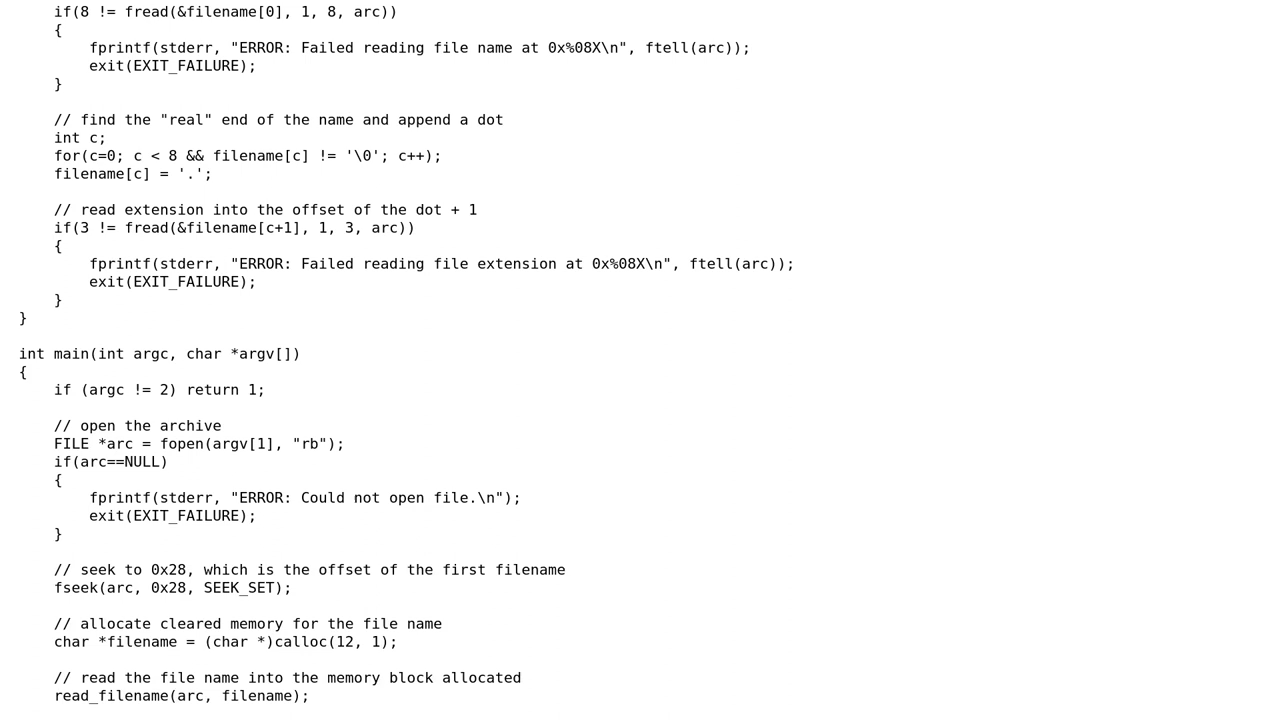 if(8 != fread(&filename[0], 1, 8, arc))
{
fprintf(stderr, "ERROR: Failed reading file name at 0x%08X\n", ftell(arc));
exit(EXIT_FAILURE);
}
// find the "real" end of the name and append a dot
int c;
for(c=0; c < 8 && filename[c] != '\0'; c++);
filename[c] = '.';
// read extension into the offset of the dot + 1
if(3 != fread(&filename[c+1], 1, 3, arc))
{
fprintf(stderr, "ERROR: Failed reading file extension at 0x%08X\n", ftell(arc));
exit(EXIT_FAILURE);
}
}
int main(int argc, char *argv[])
{
if (argc != 2) return 1;
// open the archive
FILE *arc = fopen(argv[1], "rb");
if(arc==NULL)
{
fprintf(stderr, "ERROR: Could not open file.\n");
exit(EXIT_FAILURE);
}
// seek to 0x28, which is the offset of the first filename
fseek(arc, 0x28, SEEK_SET);
// allocate cleared memory for the file name
char *filename = (char *)calloc(12, 1);
// read the file name into the memory block allocated
read_filename(arc, filename);